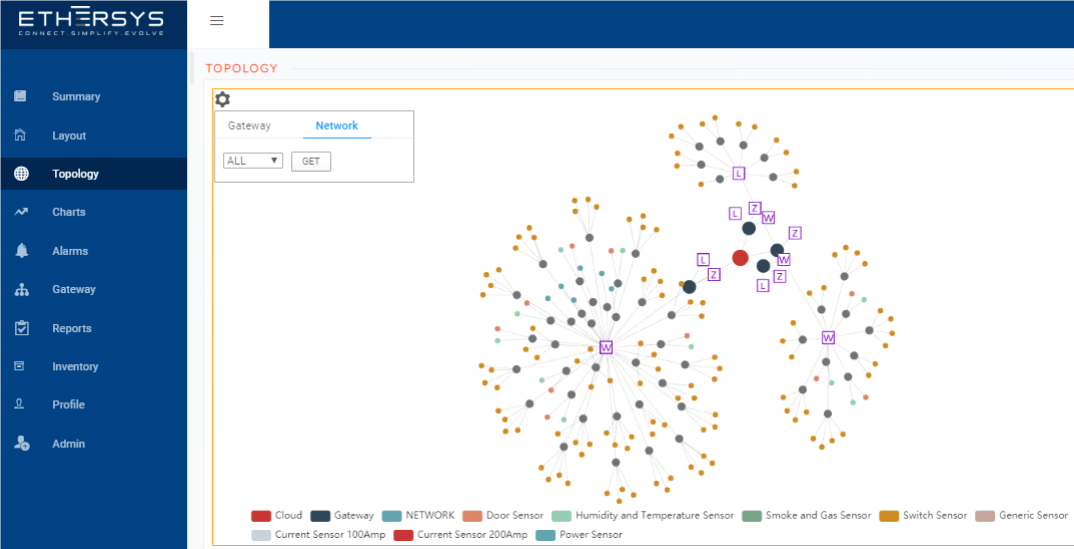 ETHERSYS
CONNECT.SIMPLIFY.EVOLVE
TOPOLOGY
Summary
Layout
Topology
Charts
Alarms
Gateway
Reports
Inventory
Profile
Admin
Gateway Network
ALL GET
L
L Z W
Z
L Z W
Z
L
W
W
Cloud Gateway NETWORK Door Sensor Humidity and Temperature Sensor Smoke and Gas Sensor Switch Sensor Generic Sensor
Current Sensor 100Amp Current Sensor 200Amp Power Sensor